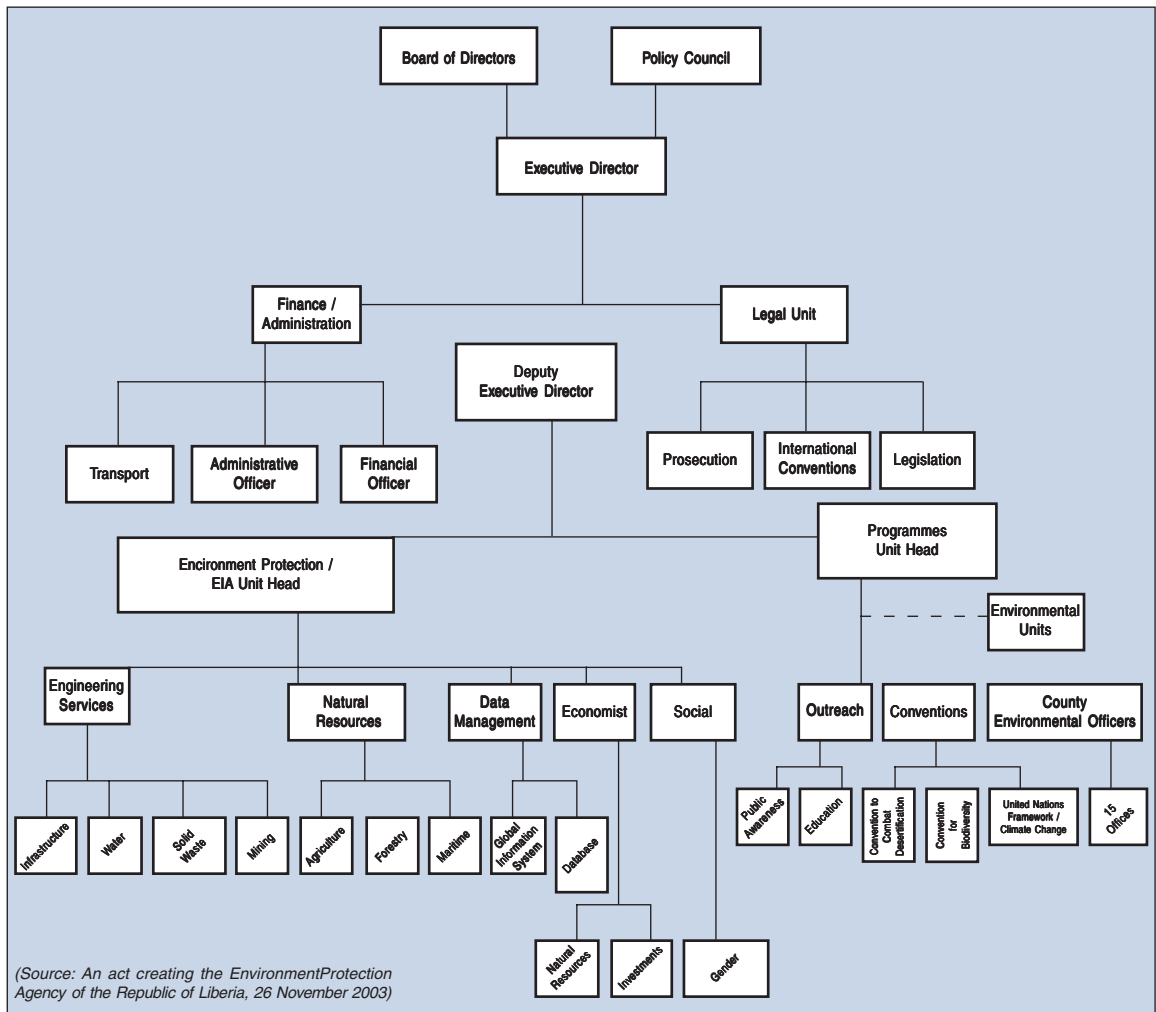 Board of Directors
Policy Council
Executive Director
Finance /
Administration
Legal Unit
Deputy
Executive Director
Transport
Administrative
Officer
Financial
Officer
Prosecution
International
Conventions
Legislation
Programmes
Unit Head
Encironment Protection /
EIA Unit Head
Environmental
Units
Engineering
Services
Natural
Resources
Data
Management
Economist
Social
Outreach
Conventions
County
Environmental Officers
Infrastructure
Water
Solid
Waste
Mining
Agriculture
Forestry
Maritime
Global
Information
System
Database
Public
Awareness
Education
Convention to
Combat
Desertification
Convention
for
Biodiversity
United Nations
Framework /
Climate Change
15
Offices
Natural
Resources
Investments
Gender
(Source: An act creating the EnvironmentProtection
Agency of the Republic of Liberia, 26 November 2003)